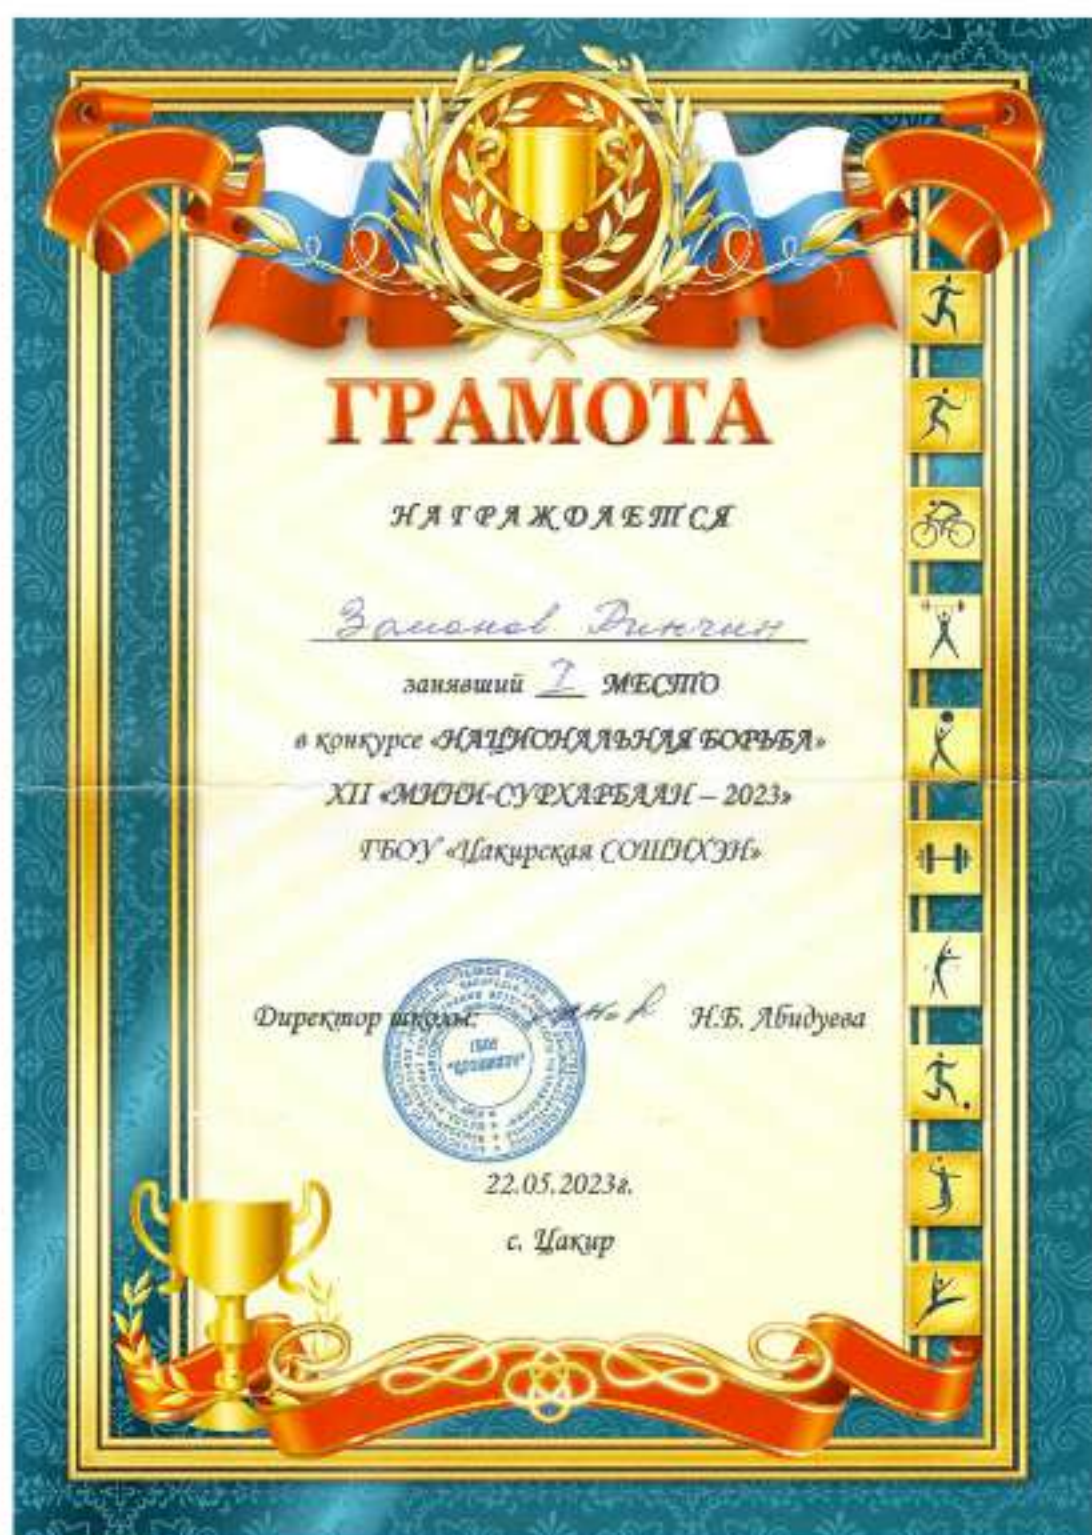 ГРАМОТА
НАГРАЖДАЕТСЯ
Замонов Ринчин
занявший I МЕСТО
в конкурсе «НАЦИОНАЛЬНАЯ БОРЬБА»
XII «МИНИ-СУРХАРБААН – 2023»
ГБОУ «Цакирская СОШИХЭН»
Директор школы: Н.Б. Абидуева
22.05.2023г.
с. Цакир